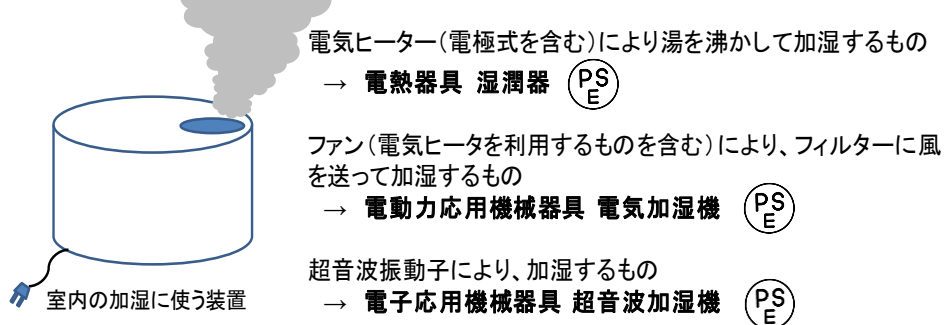 電気ヒーター（電極式を含む）により湯を沸かして加湿するもの
→ 電熱器具 湿潤器 PSE
ファン（電気ヒータを利用するものを含む）により、フィルターに風
を送って加湿するもの
→ 電動力応用機械器具 電気加湿機 PSE
超音波振動子により、加湿するもの
→ 電子応用機械器具 超音波加湿機 PSE
室内の加湿に使う装置